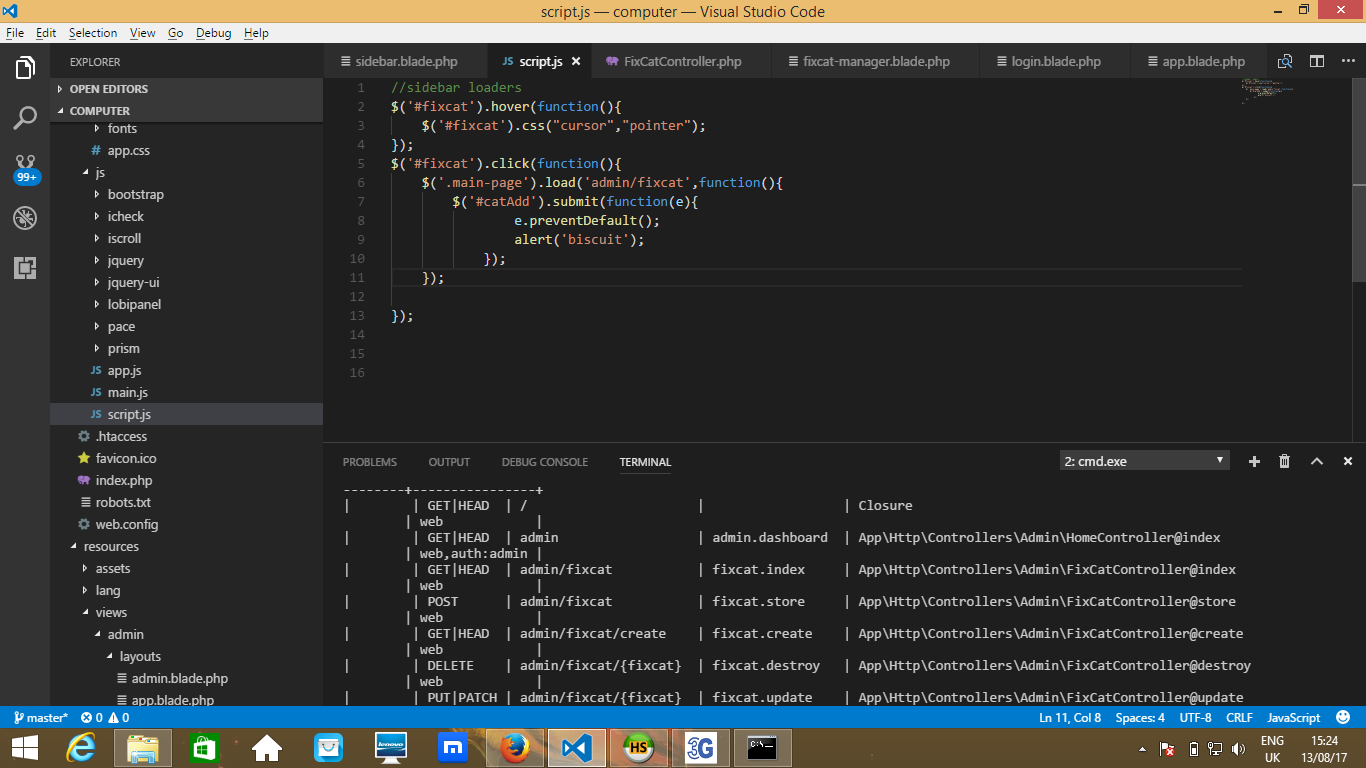 script.js — computer — Visual Studio Code
File Edit Selection View Go Debug Help
EXPLORER
OPEN EDITORS
COMPUTER
fonts
# app.css
js
bootstrap
icheck
iscroll
jquery
jquery-ui
lobipanel
pace
prism
JS app.js
JS main.js
JS script.js
.htaccess
favicon.ico
index.php
robots.txt
web.config
resources
assets
lang
views
admin
layouts
admin.blade.php
app.blade.php
99+
sidebar.blade.php JS script.js FixCatController.php fixcat-manager.blade.php login.blade.php app.blade.php
1 //sidebar loaders
2 $('#fixcat').hover(function(){
3 $('#fixcat').css("cursor","pointer");
4 });
5 $('#fixcat').click(function(){
6 $('.main-page').load('admin/fixcat',function(){
7 $('#catAdd').submit(function(e){
8 e.preventDefault();
9 alert('biscuit');
10 });
11 });
12
13 });
14
15
16
PROBLEMS OUTPUT DEBUG CONSOLE TERMINAL 2: cmd.exe
--------+----------------+
| | GET|HEAD | / | | Closure
| web |
| | GET|HEAD | admin | admin.dashboard | App\Http\Controllers\Admin\HomeController@index
| web,auth:admin |
| | GET|HEAD | admin/fixcat | fixcat.index | App\Http\Controllers\Admin\FixCatController@index
| web |
| | POST | admin/fixcat | fixcat.store | App\Http\Controllers\Admin\FixCatController@store
| web |
| | GET|HEAD | admin/fixcat/create | fixcat.create | App\Http\Controllers\Admin\FixCatController@create
| web |
| | DELETE | admin/fixcat/{fixcat} | fixcat.destroy | App\Http\Controllers\Admin\FixCatController@destroy
| web |
| | PUT|PATCH | admin/fixcat/{fixcat} | fixcat.update | App\Http\Controllers\Admin\FixCatController@update
master* 0 0 Ln 11, Col 8 Spaces: 4 UTF-8 CRLF JavaScript
lenovo m HS 3G C:\ ENG 15:24
UK 13/08/17